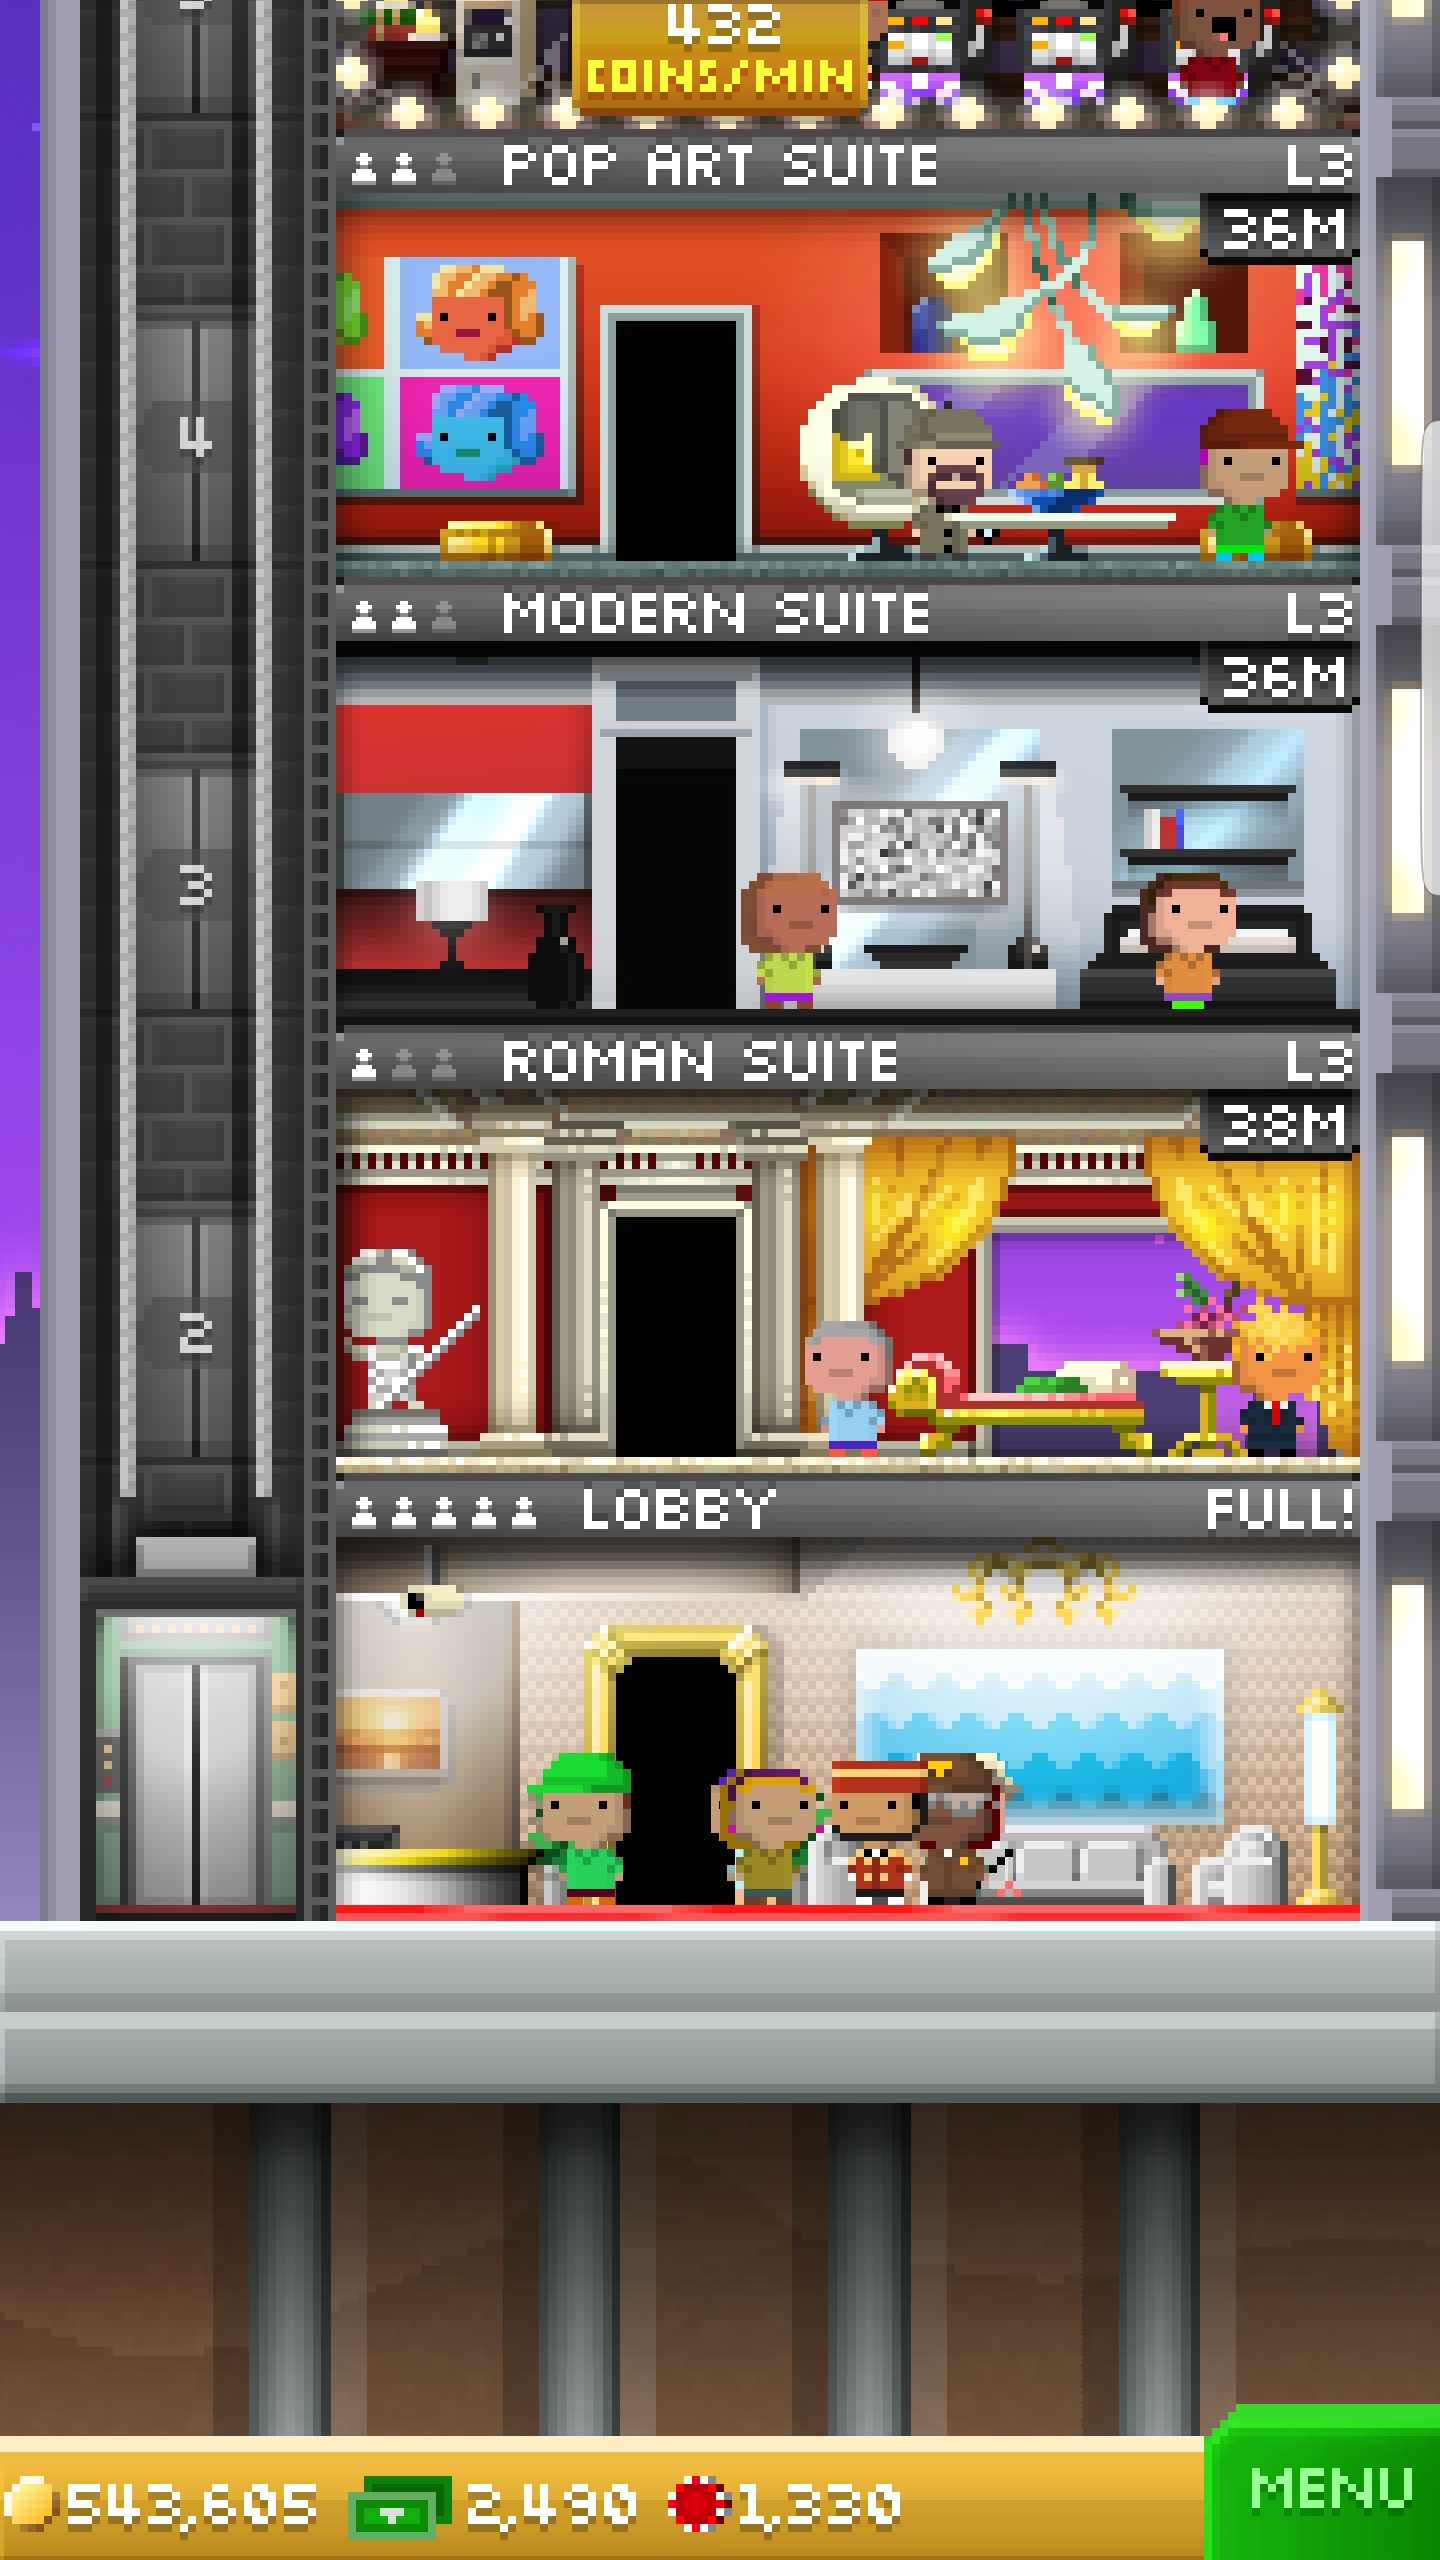 432
COINS/MIN
POP ART SUITE L3
36M
4
MODERN SUITE L3
36M
3
ROMAN SUITE L3
38M
2
LOBBY FULL!
543,605 2,490 1,330 MENU